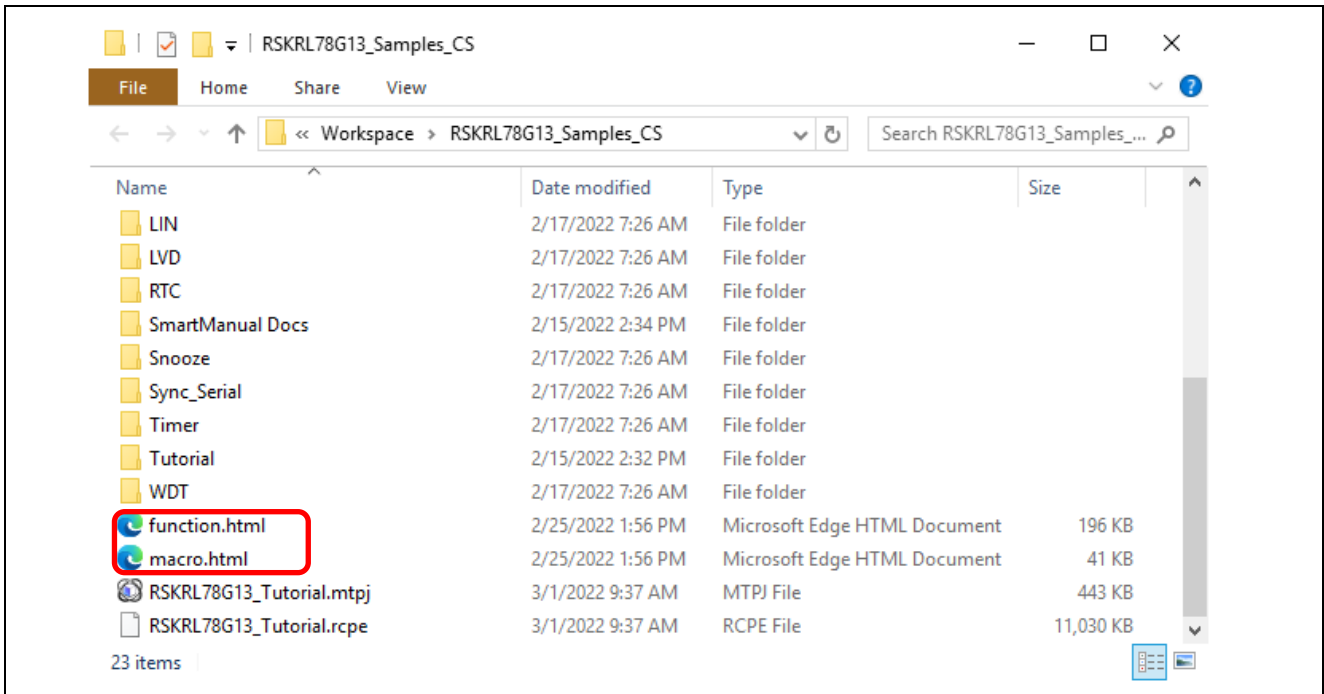 RSKRL78G13_Samples_CS
File Home Share View
« Workspace › RSKRL78G13_Samples_CS Search RSKRL78G13_Samples_...
Name Date modified Type Size
LIN 2/17/2022 7:26 AM File folder
LVD 2/17/2022 7:26 AM File folder
RTC 2/17/2022 7:26 AM File folder
SmartManual Docs 2/15/2022 2:34 PM File folder
Snooze 2/17/2022 7:26 AM File folder
Sync_Serial 2/17/2022 7:26 AM File folder
Timer 2/17/2022 7:26 AM File folder
Tutorial 2/15/2022 2:32 PM File folder
WDT 2/17/2022 7:26 AM File folder
function.html 2/25/2022 1:56 PM Microsoft Edge HTML Document 196 KB
macro.html 2/25/2022 1:56 PM Microsoft Edge HTML Document 41 KB
RSKRL78G13_Tutorial.mtpj 3/1/2022 9:37 AM MTPJ File 443 KB
RSKRL78G13_Tutorial.rcpe 3/1/2022 9:37 AM RCPE File 11,030 KB
23 items